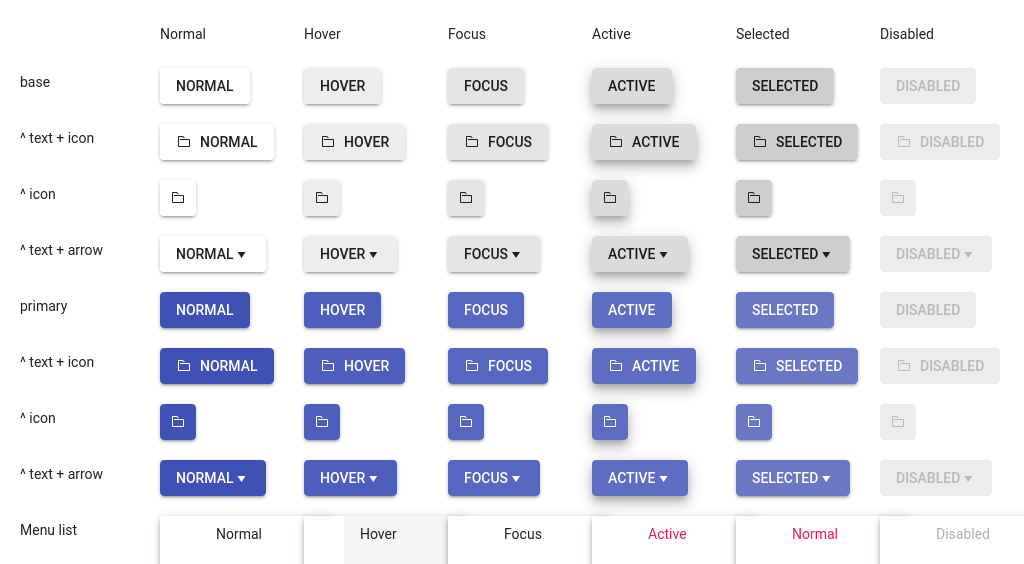 Normal Hover Focus Active Selected Disabled
base NORMAL HOVER FOCUS ACTIVE SELECTED DISABLED
^ text + icon NORMAL HOVER FOCUS ACTIVE SELECTED DISABLED
^ icon
^ text + arrow NORMAL HOVER FOCUS ACTIVE SELECTED DISABLED
primary NORMAL HOVER FOCUS ACTIVE SELECTED DISABLED
^ text + icon NORMAL HOVER FOCUS ACTIVE SELECTED DISABLED
^ icon
^ text + arrow NORMAL HOVER FOCUS ACTIVE SELECTED DISABLED
Menu list Normal Hover Focus Active Normal Disabled